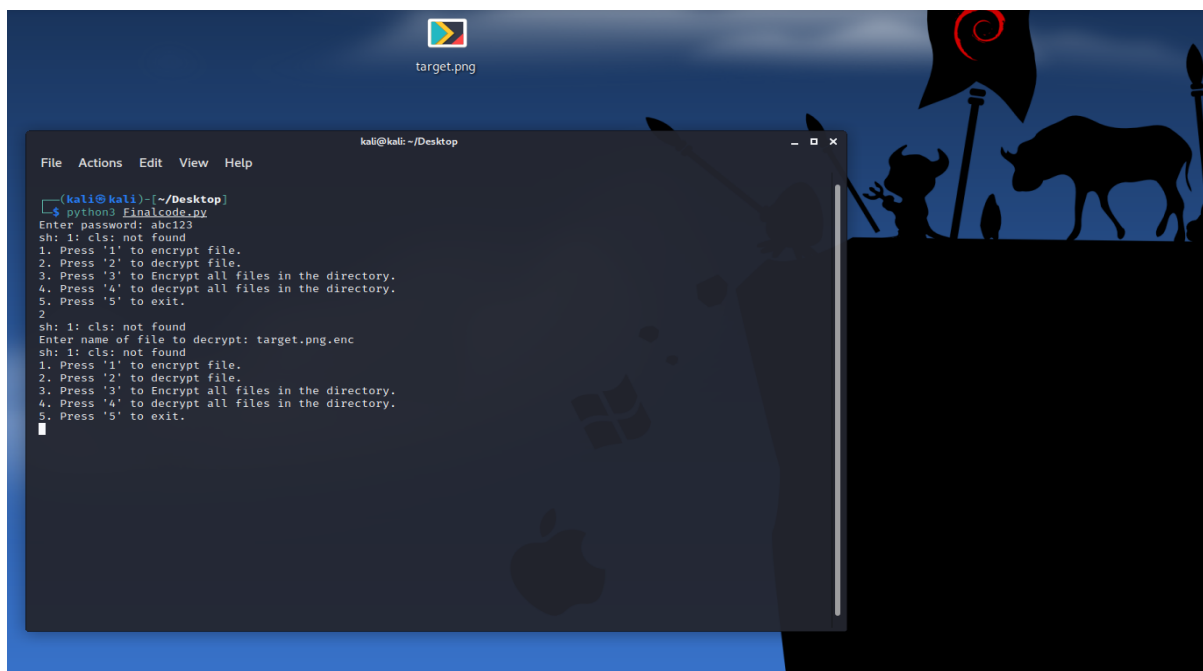 target.png
kali@kali: ~/Desktop
File Actions Edit View Help
┌──(kali㉿kali)-[~/Desktop]
└─$ python3 Finalcode.py
Enter password: abc123
sh: 1: cls: not found
1. Press '1' to encrypt file.
2. Press '2' to decrypt file.
3. Press '3' to Encrypt all files in the directory.
4. Press '4' to decrypt all files in the directory.
5. Press '5' to exit.
2
sh: 1: cls: not found
Enter name of file to decrypt: target.png.enc
sh: 1: cls: not found
1. Press '1' to encrypt file.
2. Press '2' to decrypt file.
3. Press '3' to Encrypt all files in the directory.
4. Press '4' to decrypt all files in the directory.
5. Press '5' to exit.